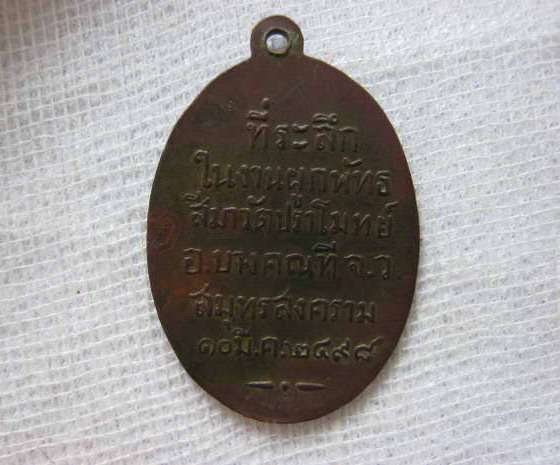 ที่ระลึก
ในงานผูกพัทธ
สีมาวัดปราโมทย์
อ.บางคณที จ.ว.
สมุทรสงคราม
๑๐ มี.ค. ๒๔๙๘